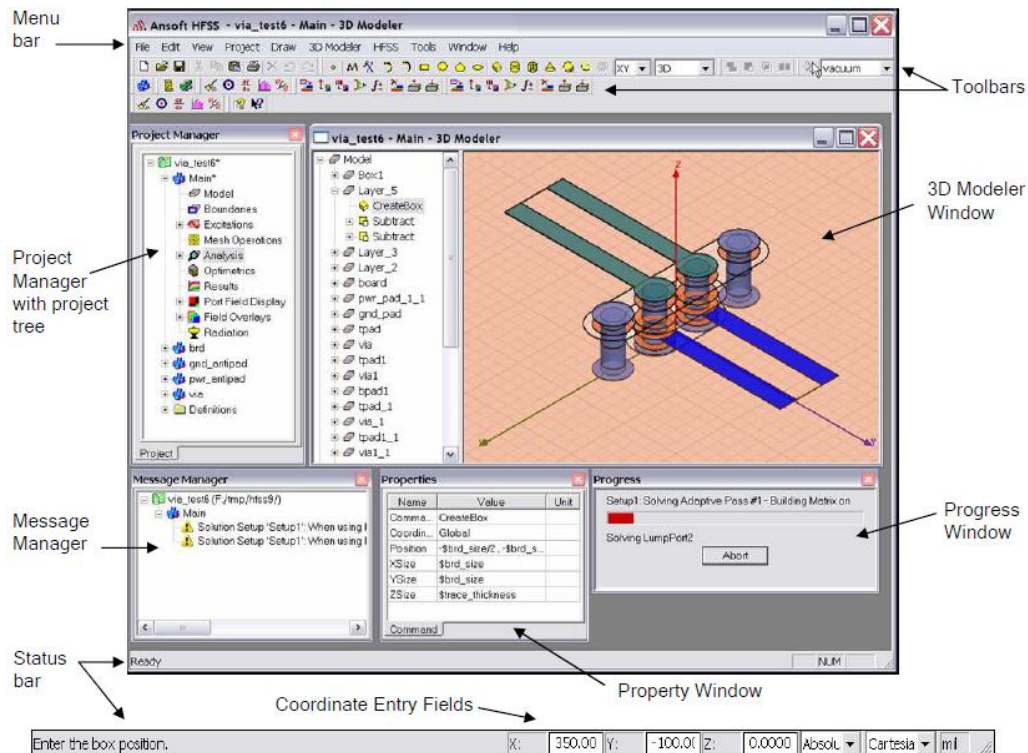 Menu
bar
Ansoft HFSS - via_test6 - Main - 3D Modeler
File Edit View Project Draw 3D Modeler HFSS Tools Window Help
XY 3D vacuum
Toolbars
Project Manager
via_test6*
Main*
Model
Boundaries
Excitations
Mesh Operations
Analysis
Optimetrics
Results
Port Field Display
Field Overlays
Radiation
brd
gnd_antipad
pwr_antipad
via
Definitions
Project
Project
Manager
with project
tree
via_test6 - Main - 3D Modeler
Model
Box1
Layer_5
CreateBox
Subtract
Subtract
Layer_3
Layer_2
board
pwr_pad_1_1
gnd_pad
tpad
via
tpad1
via1
bpad1
tpad_1
via_1
tpad1_1
via1_1
Z
Y
3D Modeler
Window
Message Manager
via_test6 (F:/tmp/hfss9/)
Main
Solution Setup 'Setup1': When using
Solution Setup 'Setup1': When using
Message
Manager
Properties
Name Value Unit
Comma... CreateBox
Coordin... Global
Position -$brd_size/2 , -$brd_s...
XSize $brd_size
YSize $brd_size
ZSize $trace_thickness
Command
Progress
Setup1: Solving Adaptive Pass #1 - Building Matrix on
Solving LumpPort2
Abort
Progress
Window
Status
bar
Ready NUM
Property Window
Coordinate Entry Fields
Enter the box position. X: 350.00 Y: -100.0( Z: 0.0000 Absolu Cartesia mil